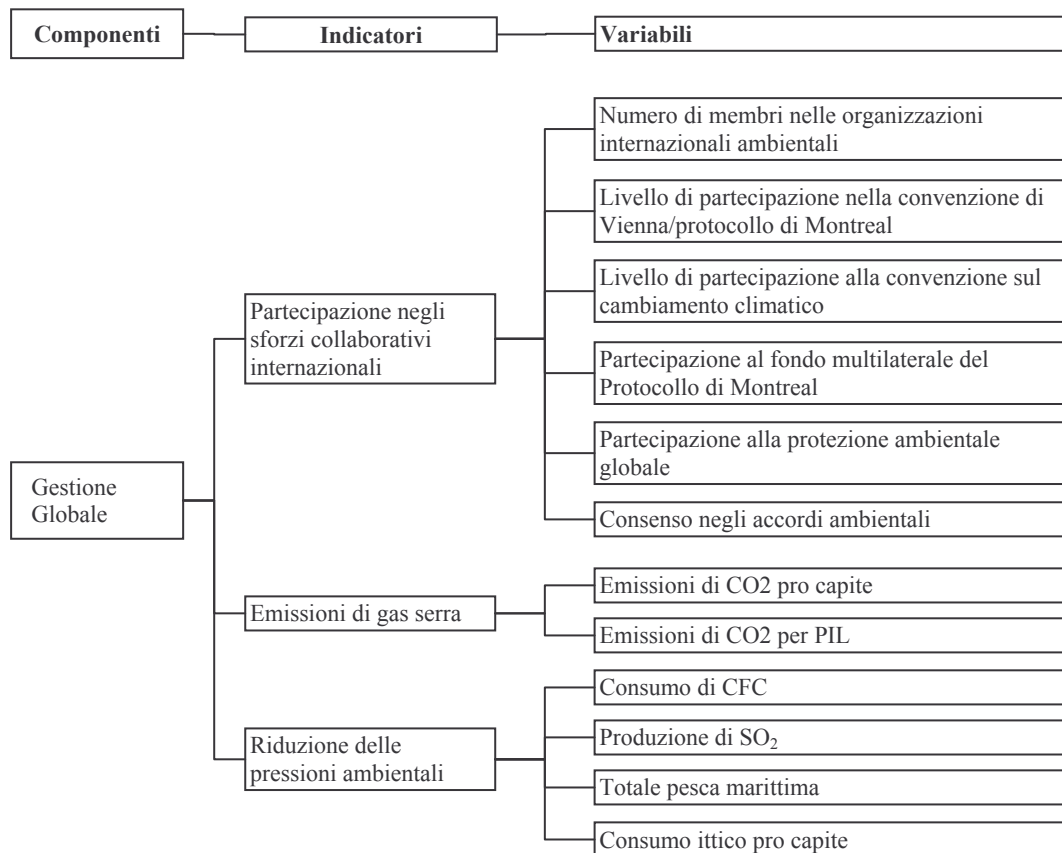 Componenti
Indicatori
Variabili
Numero di membri nelle organizzazioni
internazionali ambientali
Livello di partecipazione nella convenzione di
Vienna/protocollo di Montreal
Livello di partecipazione alla convenzione sul
cambiamento climatico
Partecipazione negli
sforzi collaborativi
internazionali
Partecipazione al fondo multilaterale del
Protocollo di Montreal
Partecipazione alla protezione ambientale
globale
Gestione
Globale
Consenso negli accordi ambientali
Emissioni di gas serra
Emissioni di CO2 pro capite
Emissioni di CO2 per PIL
Consumo di CFC
Riduzione delle
pressioni ambientali
Produzione di SO₂
Totale pesca marittima
Consumo ittico pro capite